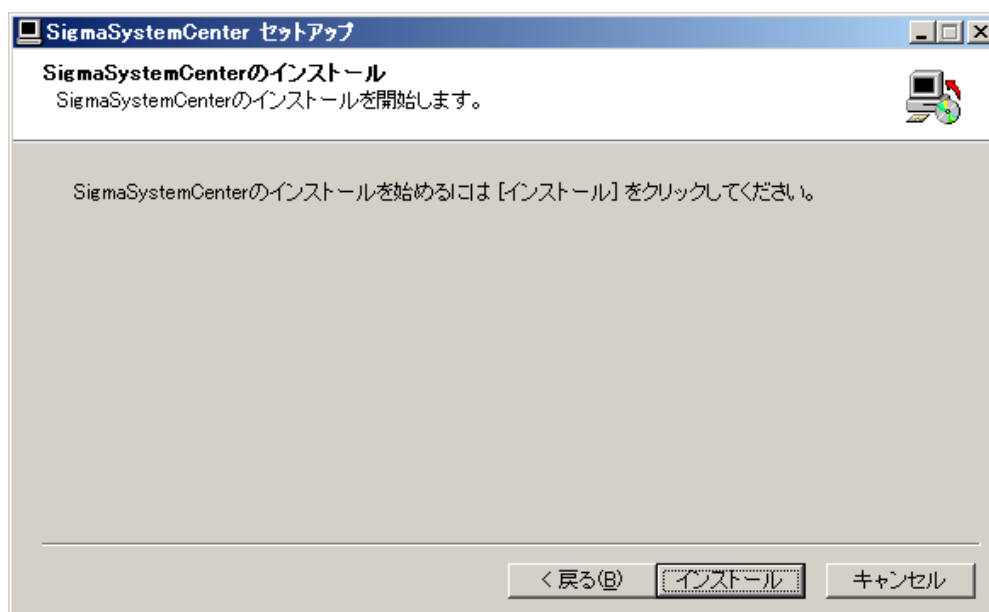 SigmaSystemCenter セットアップ
SigmaSystemCenterのインストール
SigmaSystemCenterのインストールを開始します。
SigmaSystemCenterのインストールを始めるには [インストール] をクリックしてください。
< 戻る(B)
インストール
キャンセル